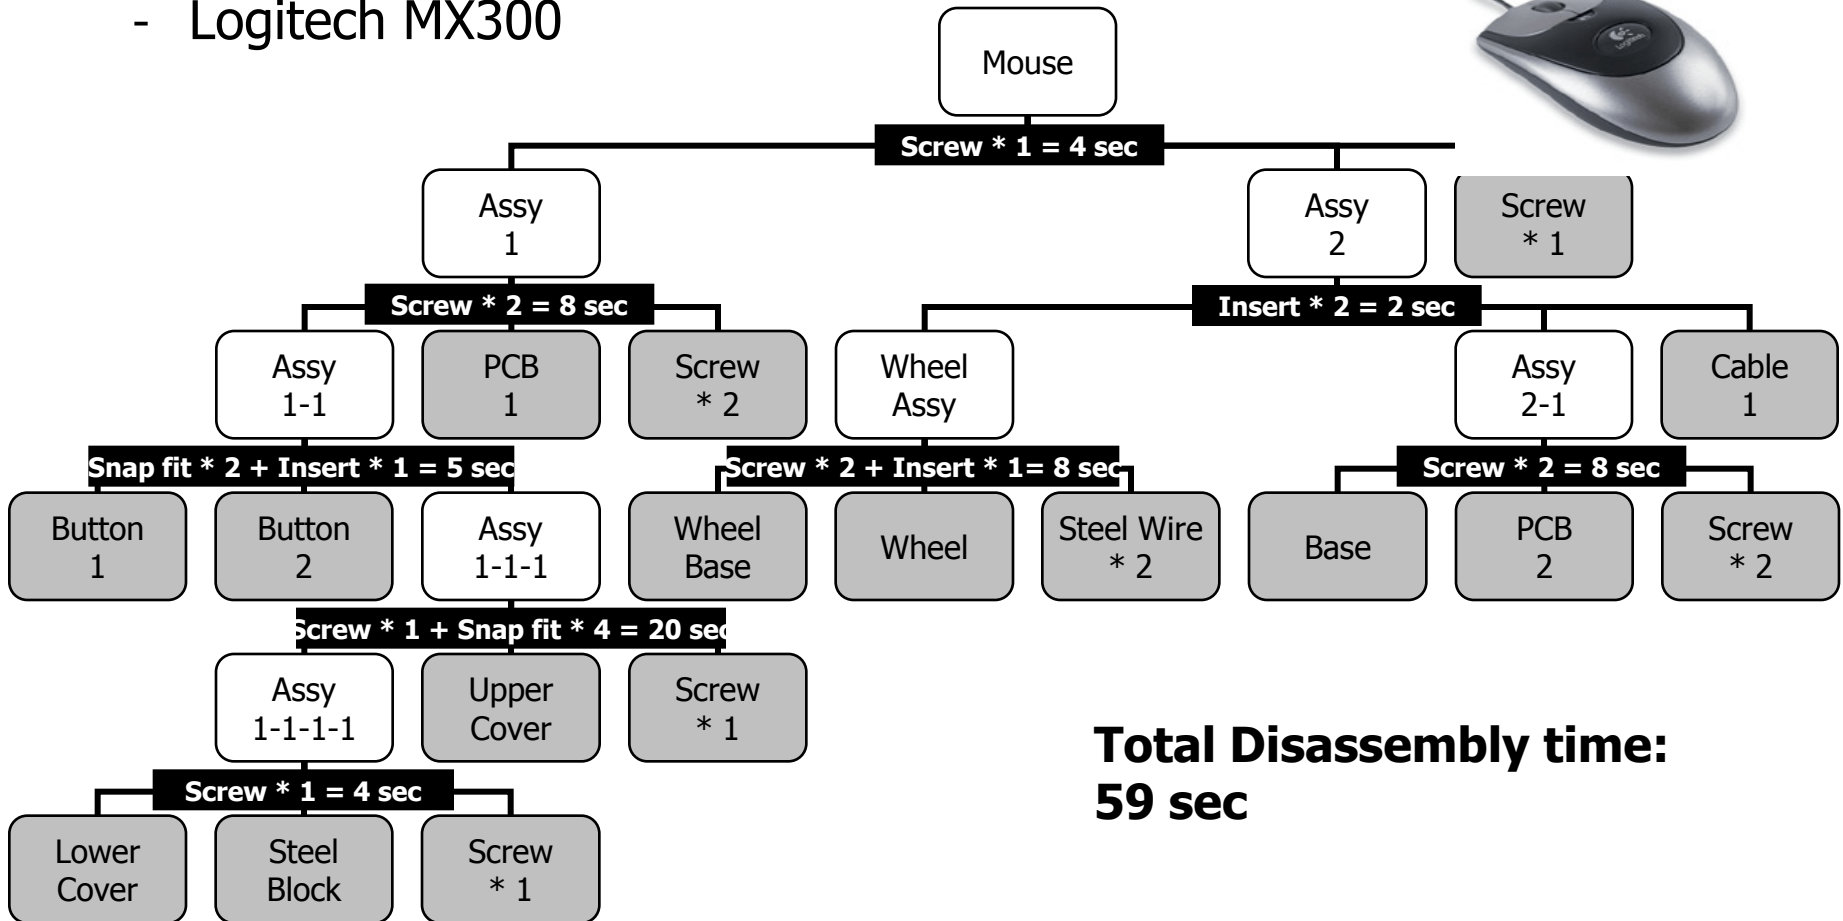 - Logitech MX300
Mouse
Screw * 1 = 4 sec
Assy
1
Assy
2
Screw
* 1
Screw * 2 = 8 sec
Insert * 2 = 2 sec
Assy
1-1
PCB
1
Screw
* 2
Wheel
Assy
Assy
2-1
Cable
1
Snap fit * 2 + Insert * 1 = 5 sec
Screw * 2 + Insert * 1= 8 sec
Screw * 2 = 8 sec
Button
1
Button
2
Assy
1-1-1
Wheel
Base
Wheel
Steel Wire
* 2
Base
PCB
2
Screw
* 2
Screw * 1 + Snap fit * 4 = 20 sec
Assy
1-1-1-1
Upper
Cover
Screw
* 1
Total Disassembly time:
59 sec
Screw * 1 = 4 sec
Lower
Cover
Steel
Block
Screw
* 1